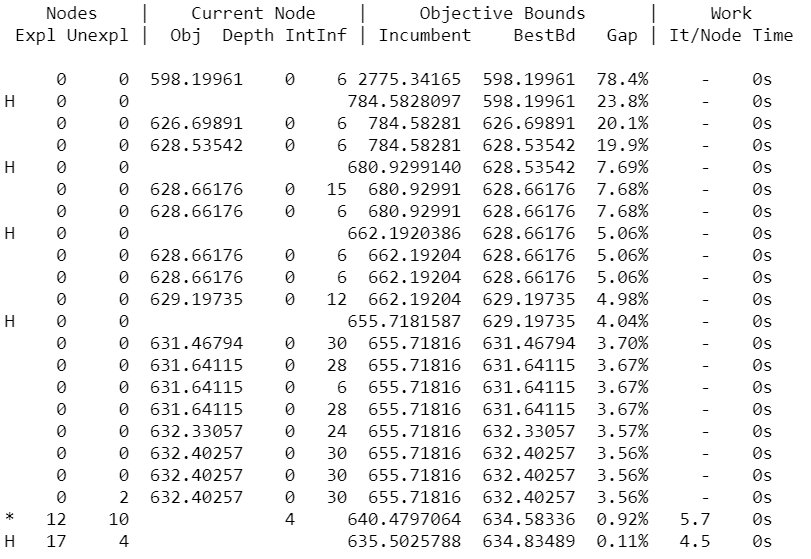 Nodes | Current Node | Objective Bounds | Work
Expl Unexpl | Obj Depth IntInf | Incumbent BestBd Gap | It/Node Time
0 0 598.19961 0 6 2775.34165 598.19961 78.4% - 0s
H 0 0 784.5828097 598.19961 23.8% - 0s
0 0 626.69891 0 6 784.58281 626.69891 20.1% - 0s
0 0 628.53542 0 6 784.58281 628.53542 19.9% - 0s
H 0 0 680.9299140 628.53542 7.69% - 0s
0 0 628.66176 0 15 680.92991 628.66176 7.68% - 0s
0 0 628.66176 0 6 680.92991 628.66176 7.68% - 0s
H 0 0 662.1920386 628.66176 5.06% - 0s
0 0 628.66176 0 6 662.19204 628.66176 5.06% - 0s
0 0 628.66176 0 6 662.19204 628.66176 5.06% - 0s
0 0 629.19735 0 12 662.19204 629.19735 4.98% - 0s
H 0 0 655.7181587 629.19735 4.04% - 0s
0 0 631.46794 0 30 655.71816 631.46794 3.70% - 0s
0 0 631.64115 0 28 655.71816 631.64115 3.67% - 0s
0 0 631.64115 0 6 655.71816 631.64115 3.67% - 0s
0 0 631.64115 0 28 655.71816 631.64115 3.67% - 0s
0 0 632.33057 0 24 655.71816 632.33057 3.57% - 0s
0 0 632.40257 0 30 655.71816 632.40257 3.56% - 0s
0 0 632.40257 0 30 655.71816 632.40257 3.56% - 0s
0 2 632.40257 0 30 655.71816 632.40257 3.56% - 0s
* 12 10 4 640.4797064 634.58336 0.92% 5.7 0s
H 17 4 635.5025788 634.83489 0.11% 4.5 0s